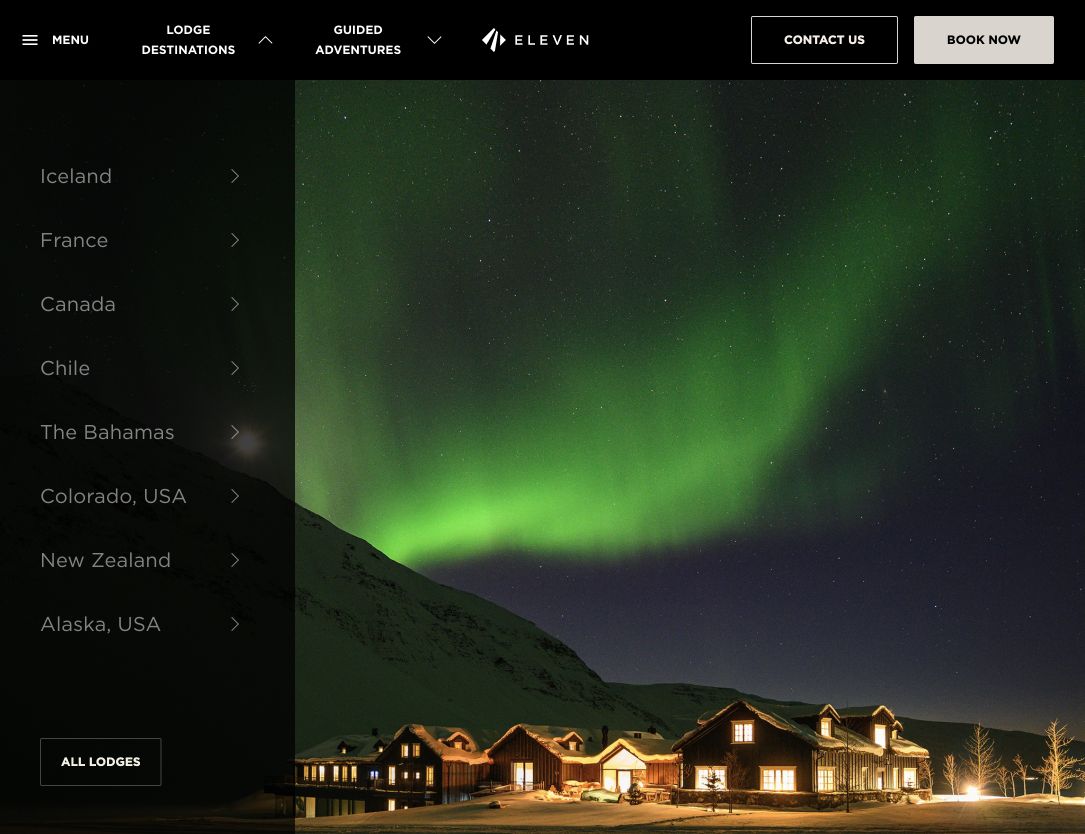 MENU
LODGE
DESTINATIONS
GUIDED
ADVENTURES
ELEVEN
CONTACT US
BOOK NOW
Iceland
France
Canada
Chile
The Bahamas
Colorado, USA
New Zealand
Alaska, USA
ALL LODGES